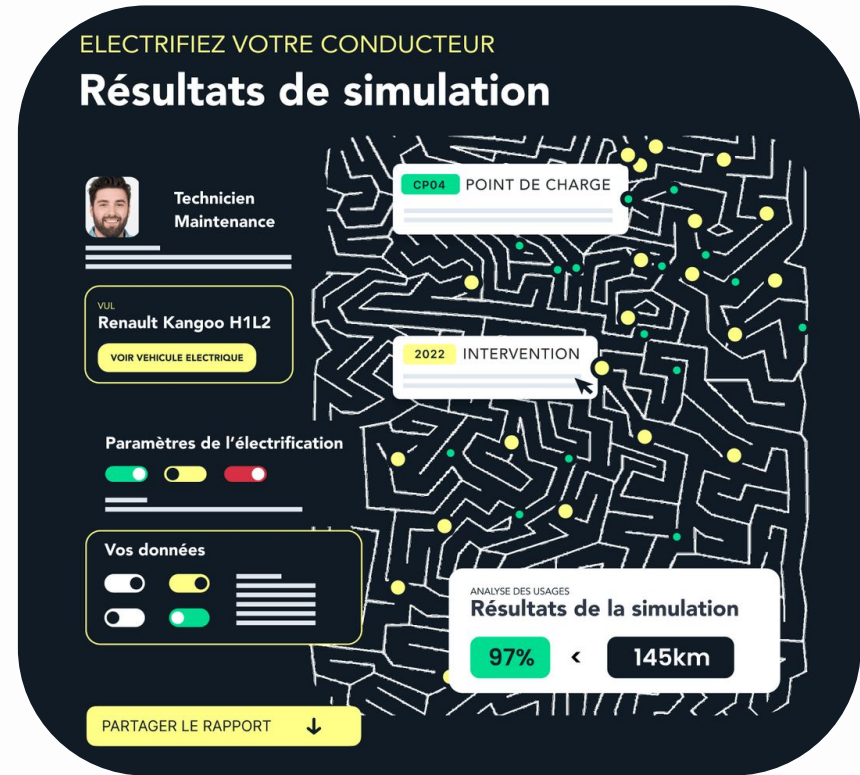 ELECTRIFIEZ VOTRE CONDUCTEUR
Résultats de simulation
Technicien
Maintenance
CP04 POINT DE CHARGE
VUL
Renault Kangoo H1L2
VOIR VEHICULE ELECTRIQUE
2022 INTERVENTION
Paramètres de l'électrification
Vos données
ANALYSE DES USAGES
Résultats de la simulation
97% < 145km
PARTAGER LE RAPPORT